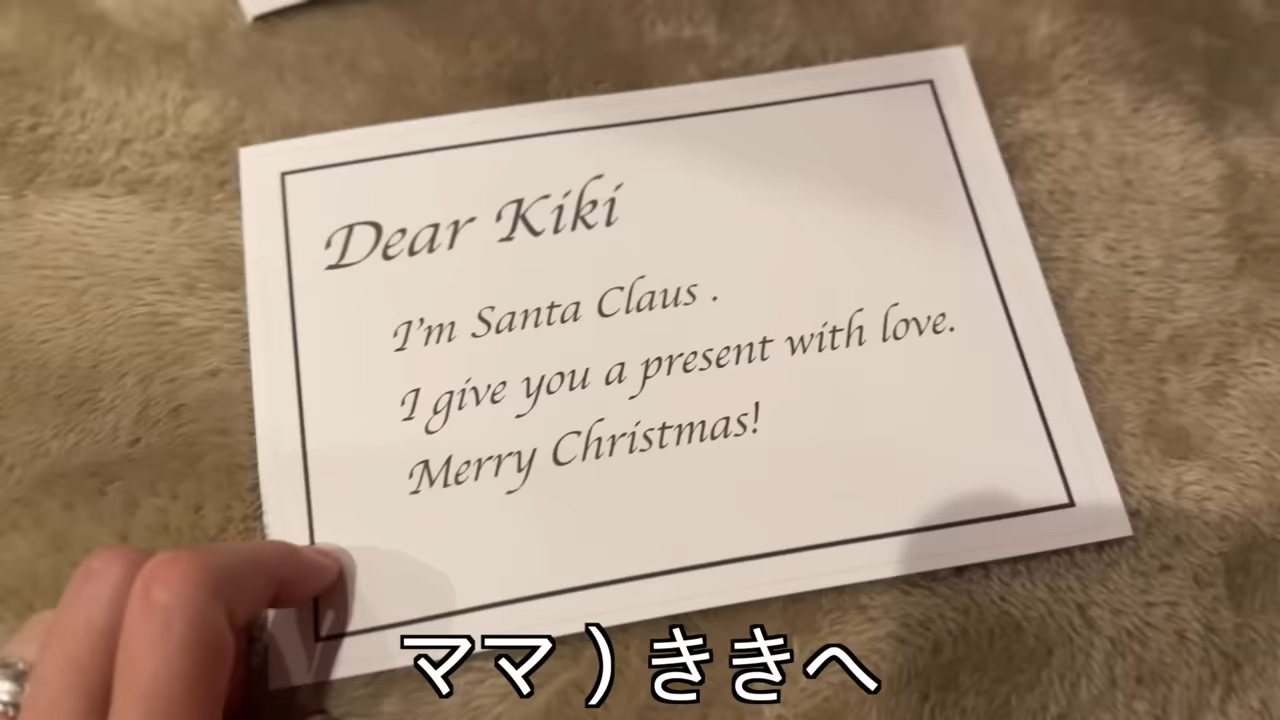 Dear Kiki
I'm Santa Claus .
I give you a present with love.
Merry Christmas!
ママ）ききへ